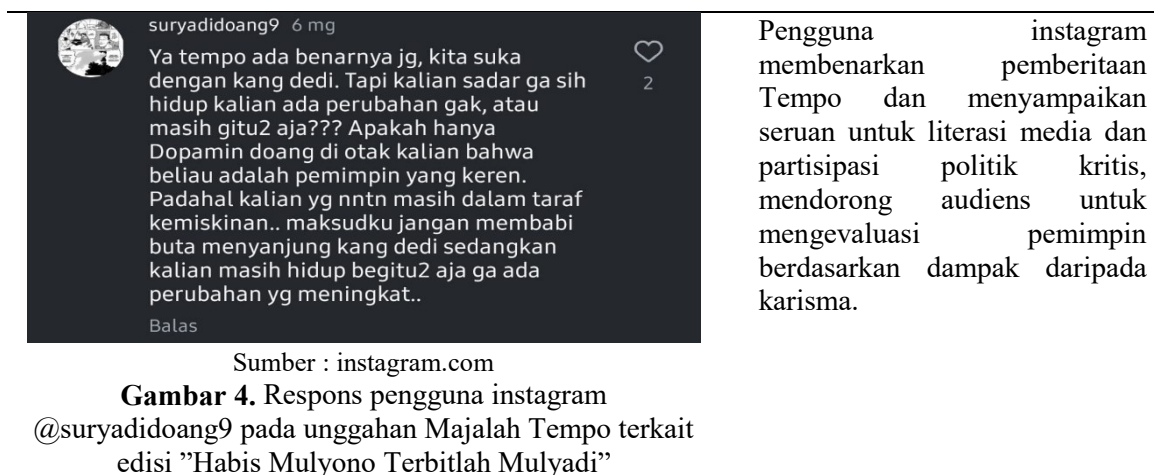 suryadidoang9 6 mg
Ya tempo ada benarnya jg, kita suka
dengan kang dedi. Tapi kalian sadar ga sih
hidup kalian ada perubahan gak, atau
masih gitu2 aja??? Apakah hanya
Dopamin doang di otak kalian bahwa
beliau adalah pemimpin yang keren.
Padahal kalian yg nntn masih dalam taraf
kemiskinan.. maksudku jangan membabi
buta menyanjung kang dedi sedangkan
kalian masih hidup begitu2 aja ga ada
perubahan yg meningkat..
Balas
2
Sumber : instagram.com
Gambar 4. Respons pengguna instagram
@suryadidoang9 pada unggahan Majalah Tempo terkait
edisi ”Habis Mulyono Terbitlah Mulyadi”
Pengguna instagram
membenarkan pemberitaan
Tempo dan menyampaikan
seruan untuk literasi media dan
partisipasi politik kritis,
mendorong audiens untuk
mengevaluasi pemimpin
berdasarkan dampak daripada
karisma.